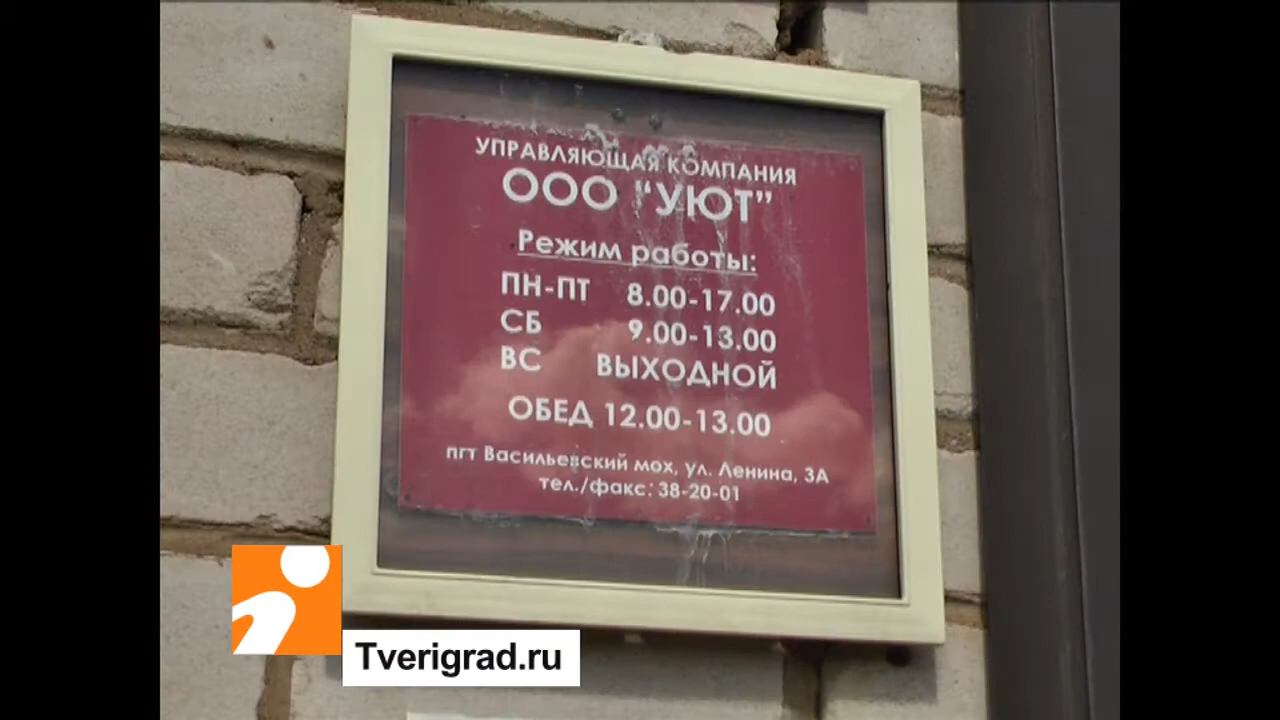 УПРАВЛЯЮЩАЯ КОМПАНИЯ
ООО "УЮТ"
Режим работы:
ПН-ПТ 8.00-17.00
СБ 9.00-13.00
ВС ВЫХОДНОЙ
ОБЕД 12.00-13.00
пгт Васильевский мох, ул. Ленина, 3А
тел./факс: 38-20-01
Tverigrad.ru